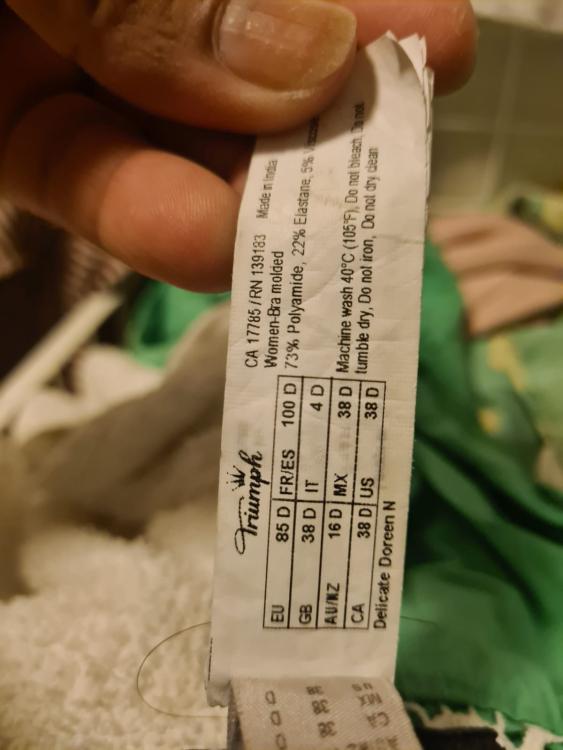 Triumph
EU 85 D FR/ES 100 D
GB 38 D IT 4 D
AU/NZ 16 D MX 38 D
CA 38 D US 38 D
Delicate Doreen N
CA 17785 / RN 139183 Made in India
Women-Bra molded
73% Polyamide, 22% Elastane, 5%
Machine wash 40°C (105°F), Do not bleach, Do not
tumble dry, Do not iron, Do not dry clean